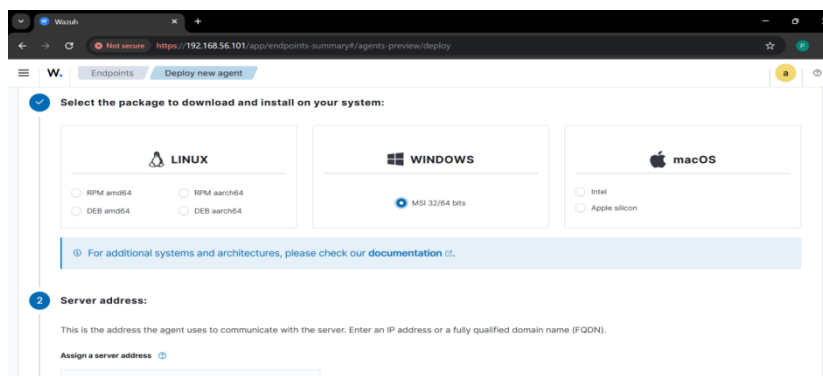 Wazuh
Not secure https://192.168.56.101/app/endpoints-summary#/agents-preview/deploy
W. Endpoints Deploy new agent a
Select the package to download and install on your system:
LINUX WINDOWS macOS
RPM amd64 RPM aarch64 MSI 32/64 bits Intel
DEB amd64 DEB aarch64 Apple silicon
For additional systems and architectures, please check our documentation.
2 Server address:
This is the address the agent uses to communicate with the server. Enter an IP address or a fully qualified domain name (FQDN).
Assign a server address